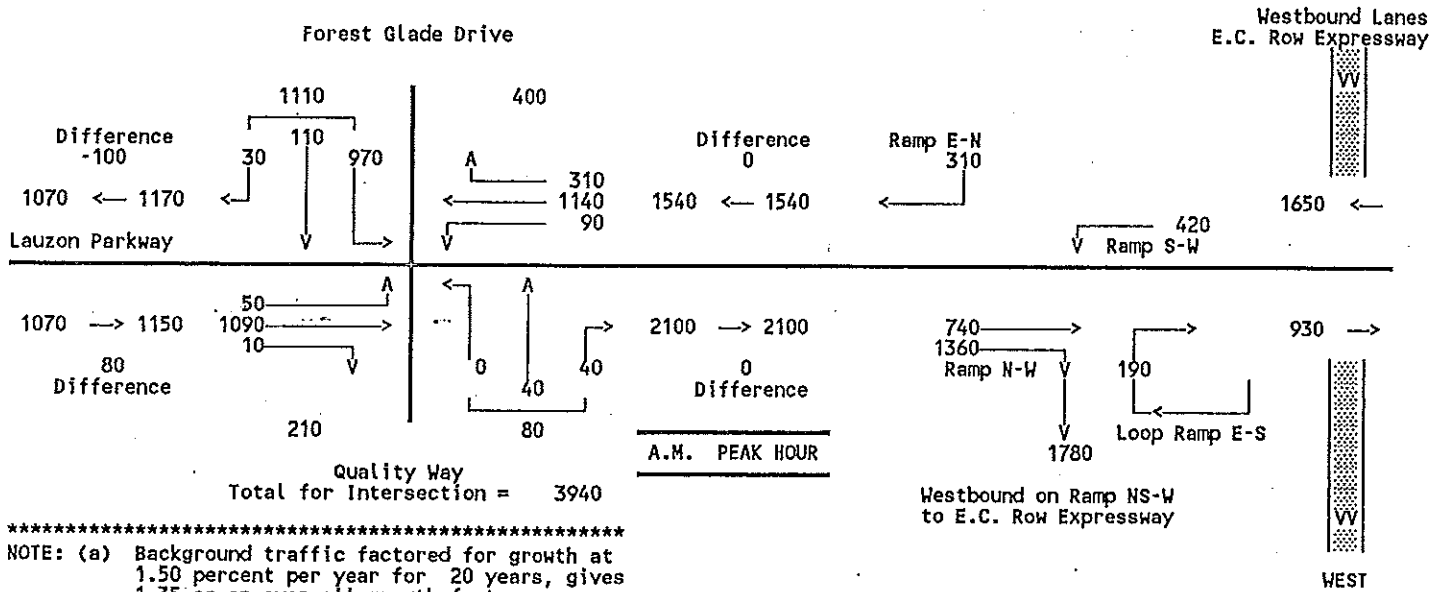 Westbound Lanes
E.C. Row Expressway
Forest Glade Drive
VV
1110 400
Difference 110 Difference Ramp E-N
-100 30 970 A 0 310
310
1070 <— 1170 <— <— 1140 1540 <— 1540 <— 1650 <—
90 420
Lauzon Parkway V —> V V Ramp S-W
50 A <— A
1070 —> 1150 1090 —> —> 2100 —> 2100 740 —> —> 930 —>
10 1360
80 V 0 40 0 Ramp N-W V 190
Difference 40 Difference
<—
210 80 Loop Ramp E-S
A.M. PEAK HOUR 1780
Quality Way
Total for Intersection = 3940 Westbound on Ramp NS-W
to E.C. Row Expressway VV
*******************************************************
NOTE: (a) Background traffic factored for growth at
1.50 percent per year for 20 years, gives WEST